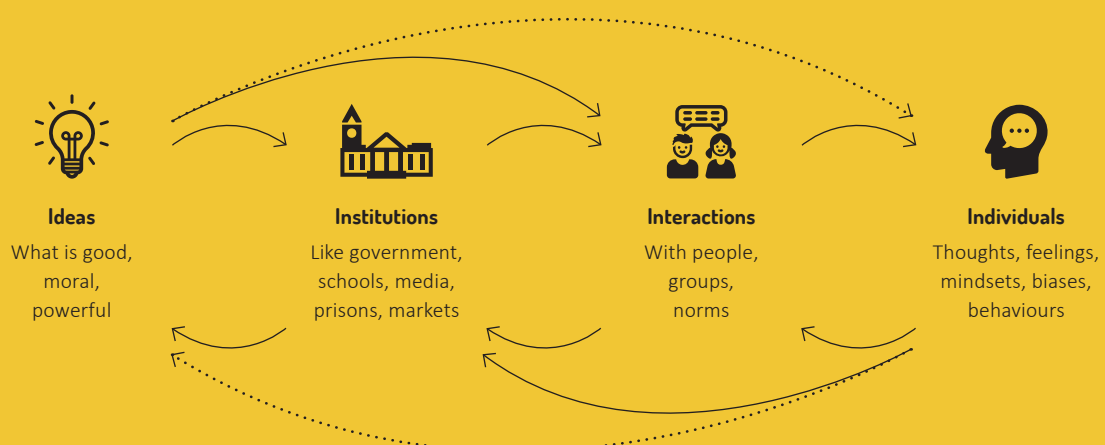 Ideas
What is good,
moral,
powerful
Institutions
Like government,
schools, media,
prisons, markets
Interactions
With people,
groups,
norms
Individuals
Thoughts, feelings,
mindsets, biases,
behaviours